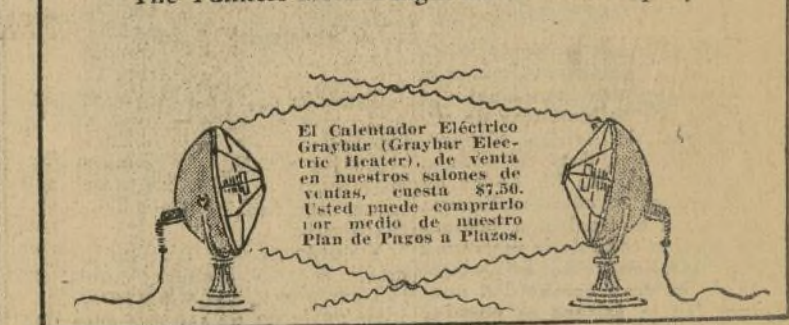 El Calentador Eléctrico
Graybar (Graybar Elec-
tric Heater), de venta
en nuestros salones de
ventas, cuesta $7.50.
Usted puede comprarlo
por medio de nuestro
Plan de Pagos a Plazos.